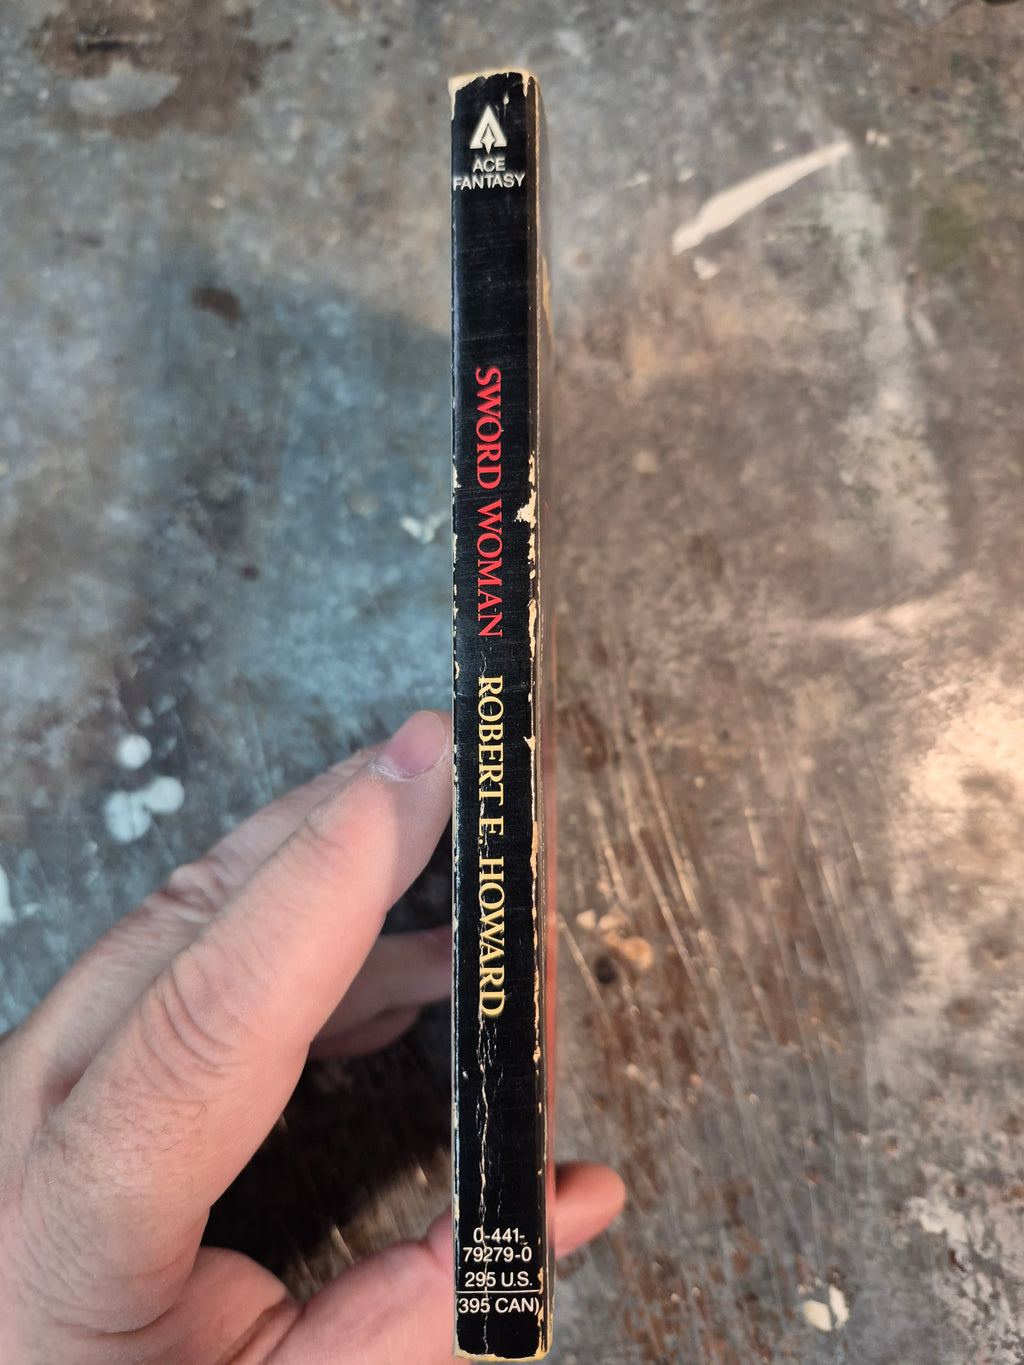 ACE
FANTASY
SWORD WOMAN
ROBERT E. HOWARD
0-441-
79279-0
295 U.S.
(395 CAN)